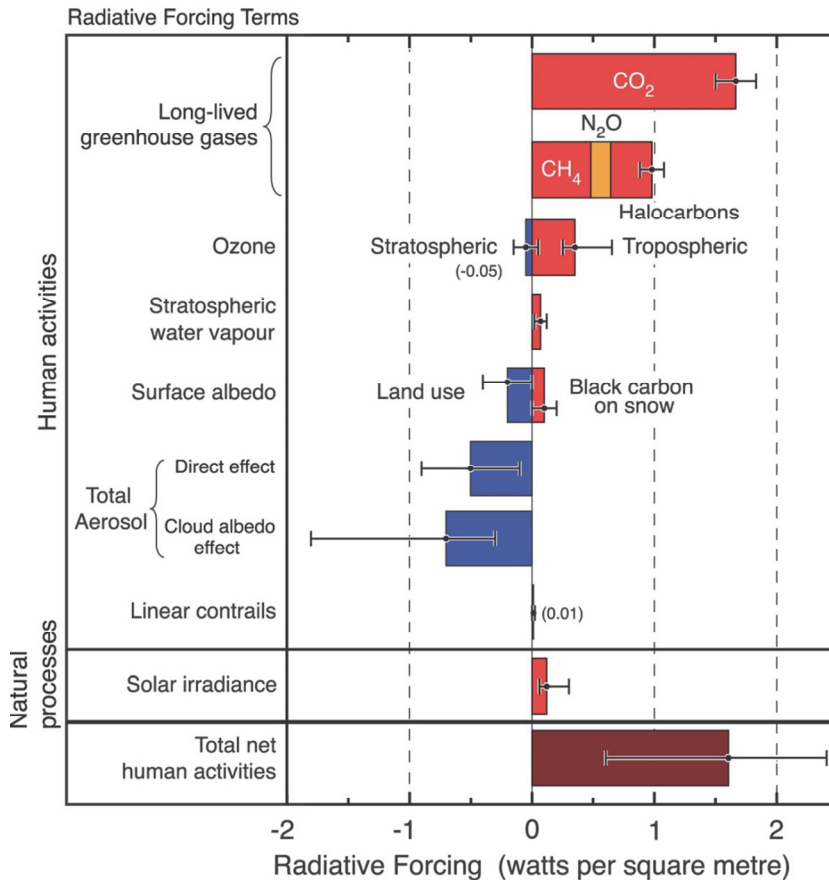 Radiative Forcing Terms
CO2
Long-lived
greenhouse gases
N2O
CH4
Halocarbons
Ozone
Stratospheric
(-0.05)
Tropospheric
Stratospheric
water vapour
Human activities
Surface albedo
Land use
Black carbon
on snow
Total
Aerosol
Direct effect
Cloud albedo
effect
Linear contrails
(0.01)
Natural
processes
Solar irradiance
Total net
human activities
-2 -1 0 1 2
Radiative Forcing (watts per square metre)